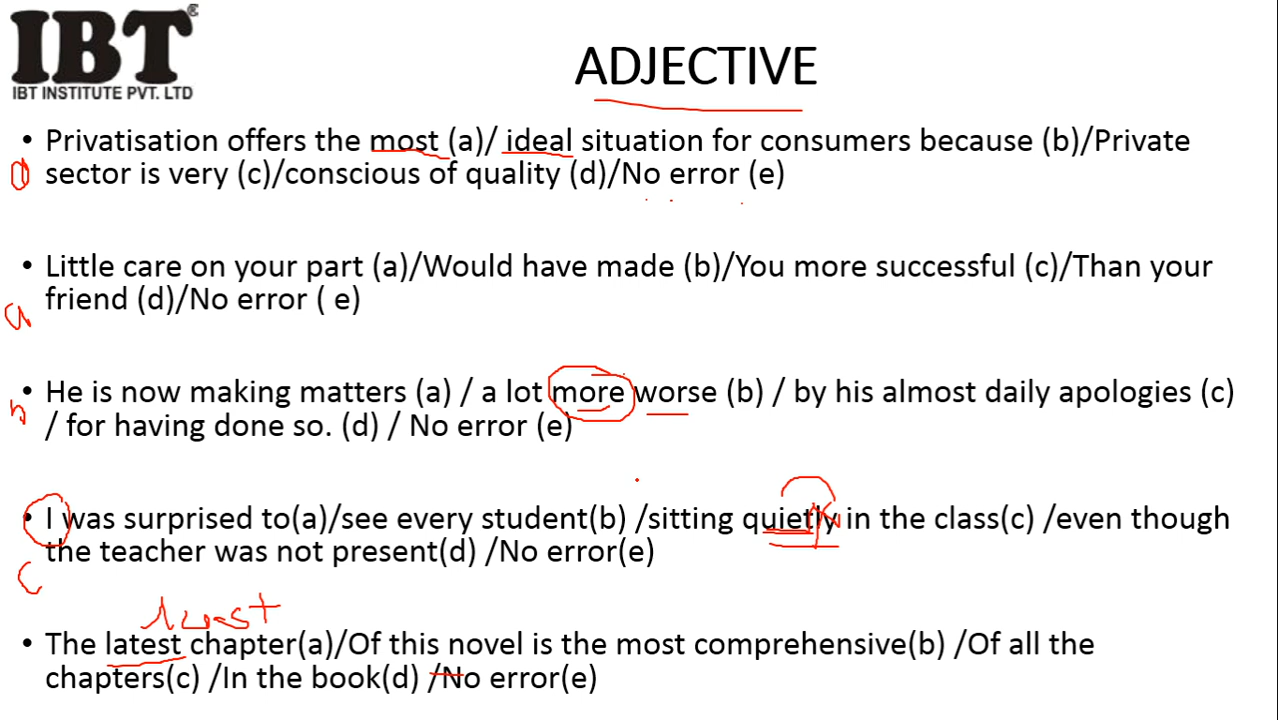 IBT
®
IBT INSTITUTE PVT. LTD
ADJECTIVE
• Privatisation offers the most (a)/ ideal situation for consumers because (b)/Private
sector is very (c)/conscious of quality (d)/No error (e)
• Little care on your part (a)/Would have made (b)/You more successful (c)/Than your
friend (d)/No error ( e)
a
• He is now making matters (a) / a lot more worse (b) / by his almost daily apologies (c)
b
/ for having done so. (d) / No error (e)
• I was surprised to(a)/see every student(b) /sitting quietly in the class(c) /even though
the teacher was not present(d) /No error(e)
C
• The latest chapter(a)/Of this novel is the most comprehensive(b) /Of all the
chapters(c) /In the book(d) /No error(e)